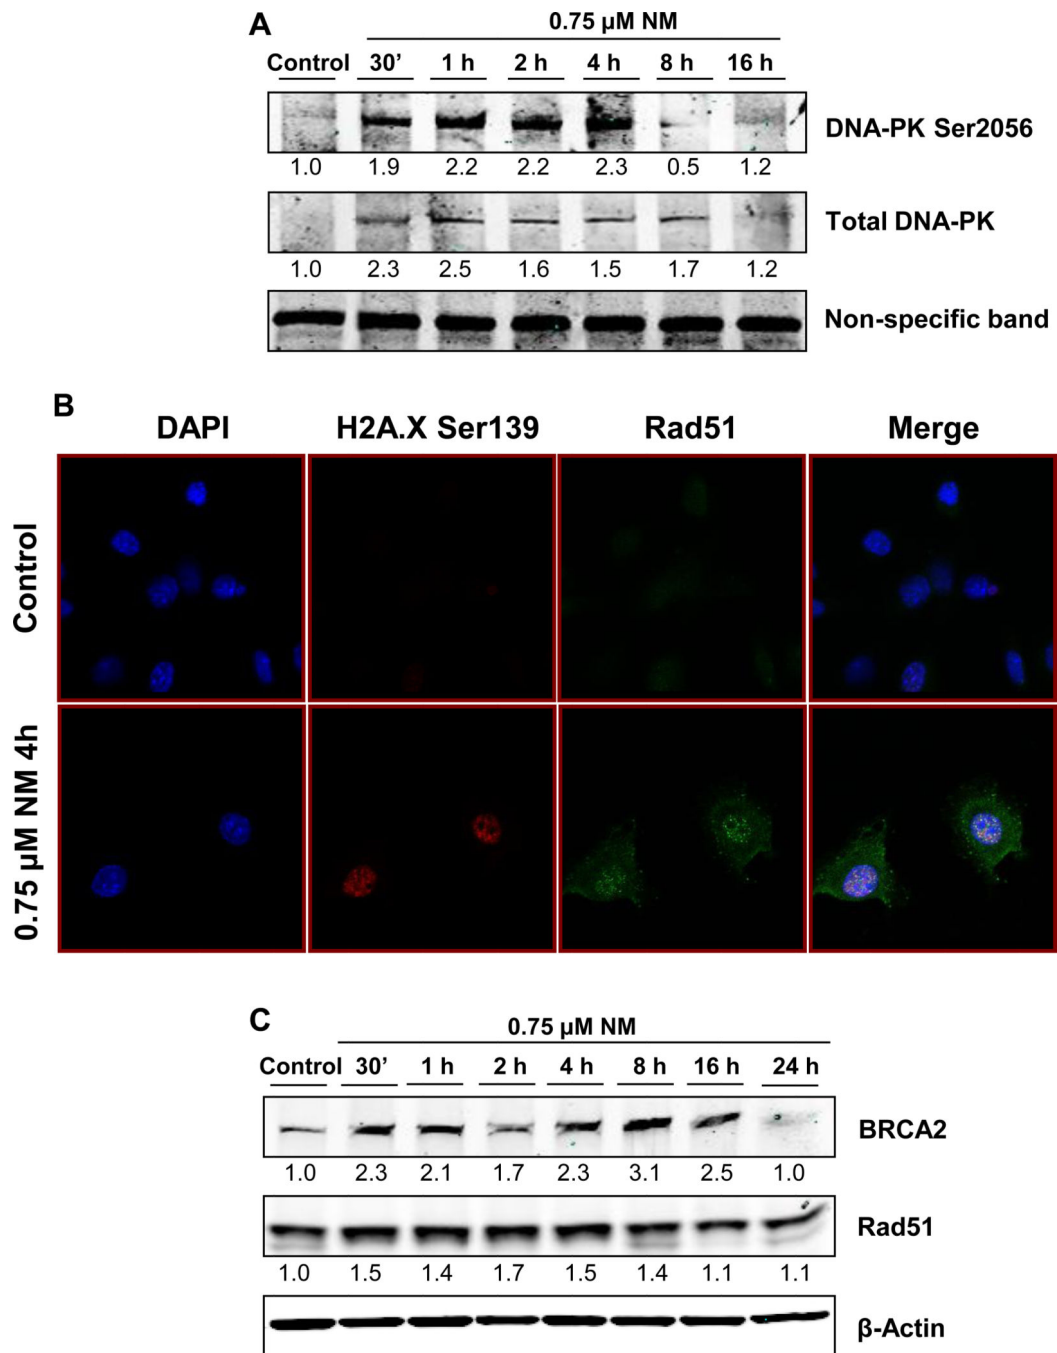 A
0.75 µM NM
Control 30’ 1 h 2 h 4 h 8 h 16 h
DNA-PK Ser2056
1.0 1.9 2.2 2.2 2.3 0.5 1.2
Total DNA-PK
1.0 2.3 2.5 1.6 1.5 1.7 1.2
Non-specific band
B
DAPI H2A.X Ser139 Rad51 Merge
Control
0.75 µM NM 4h
C
0.75 µM NM
Control 30’ 1 h 2 h 4 h 8 h 16 h 24 h
BRCA2
1.0 2.3 2.1 1.7 2.3 3.1 2.5 1.0
Rad51
1.0 1.5 1.4 1.7 1.5 1.4 1.1 1.1
β-Actin